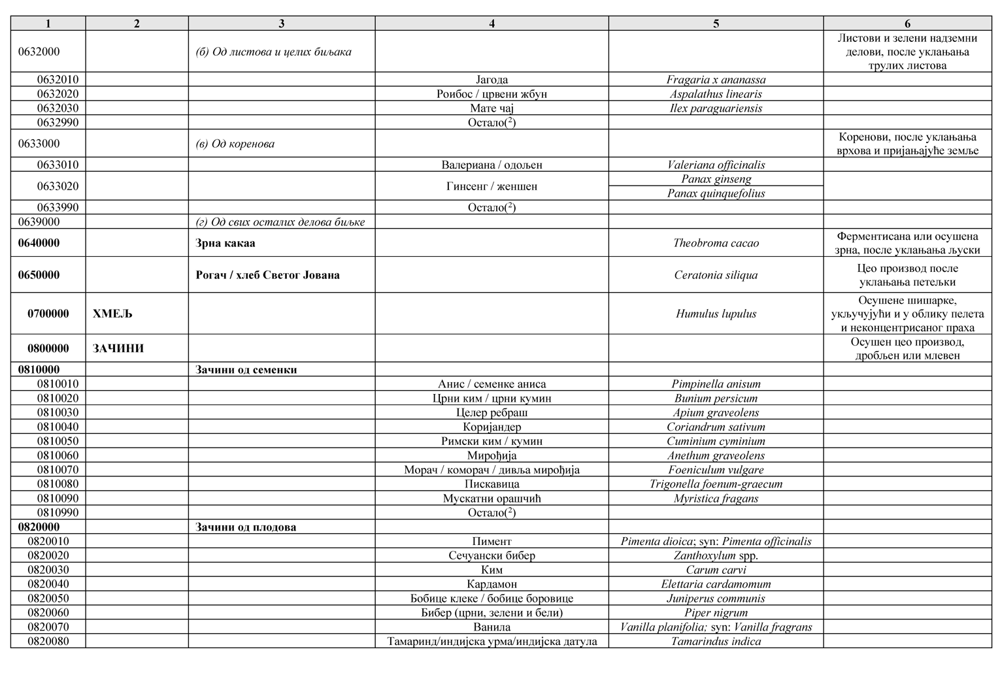 1 2 3 4 5 6
0632000 (б) Од листова и целих биљака Листови и зелени надземни
делови, после уклањања
трулих листова
0632010 Јагода Fragaria x ananassa
0632020 Роибос / црвени жбун Aspalathus linearis
0632030 Мате чај Ilex paraguariensis
0632990 Остало(2)
0633000 (в) Од коренова Коренови, после уклањања
врхова и пријањајуће земље
0633010 Валериана / одољен Valeriana officinalis
0633020 Гинсенг / женшен Panax ginseng
Panax quinquefolius
0633990 Остало(2)
0639000 (г) Од свих осталих делова биљке
0640000 Зрна какаа Theobroma cacao Ферментисана или осушена
зрна, после уклањања љуски
0650000 Рогач / хлеб Светог Јована Ceratonia siliqua Цео производ после
уклањања петељки
0700000 ХМЕЉ Humulus lupulus Осушене шишарке,
укључујући и у облику пелета
и неконцентрисаног праха
0800000 ЗАЧИНИ Осушен цео производ,
дробљен или млевен
0810000 Зачини од семенки
0810010 Анис / семенке аниса Pimpinella anisum
0810020 Црни ким / црни кумин Bunium persicum
0810030 Целер ребраш Apium graveolens
0810040 Коријандер Coriandrum sativum
0810050 Римски ким / кумин Cuminium cyminium
0810060 Мирођија Anethum graveolens
0810070 Морач / коморач / дивља мирођија Foeniculum vulgare
0810080 Пискавица Trigonella foenum-graecum
0810090 Мускатни орашчић Myristica fragans
0810990 Остало(2)
0820000 Зачини од плодова
0820010 Пимент Pimenta dioica; syn: Pimenta officinalis
0820020 Сечуански бибер Zanthoxylum spp.
0820030 Ким Carum carvi
0820040 Кардамон Elettaria cardamomum
0820050 Бобице клеке / бобице боровице Juniperus communis
0820060 Бибер (црни, зелени и бели) Piper nigrum
0820070 Ванила Vanilla planifolia; syn: Vanilla fragrans
0820080 Тамаринд/индијска урма/индијска датула Tamarindus indica